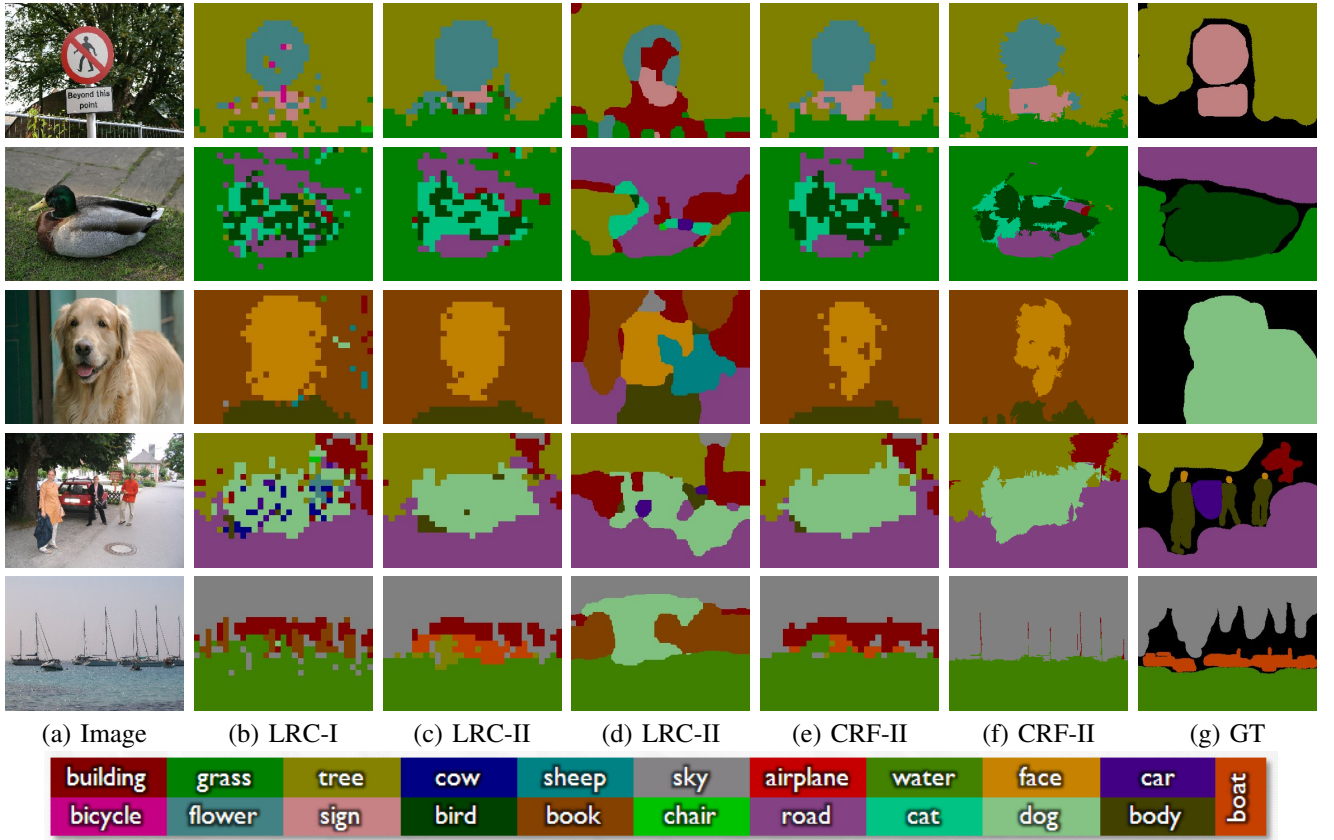 Beyond this
point
(a) Image (b) LRC-I (c) LRC-II (d) LRC-II (e) CRF-II (f) CRF-II (g) GT
building grass tree cow sheep sky airplane water face car boat
bicycle flower sign bird book chair road cat dog body